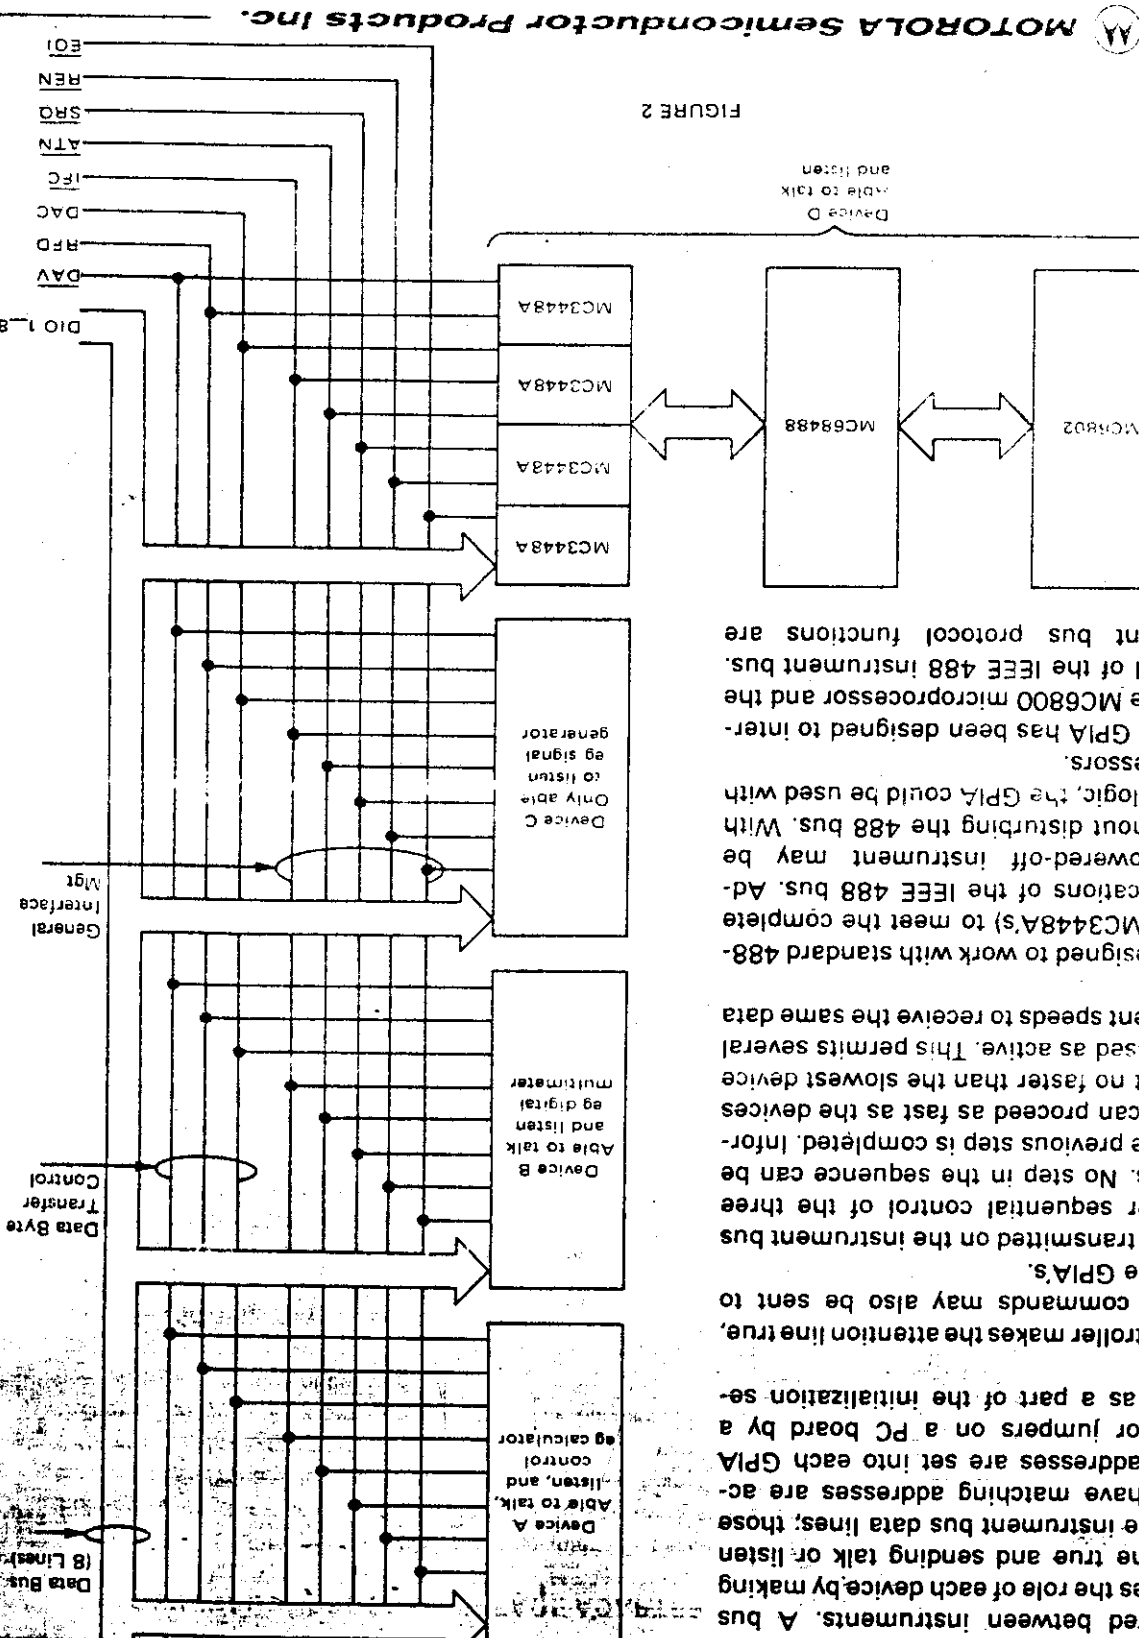 ed between instruments. A bus
es the role of each device by making
ne true and sending talk or listen
e instrument bus data lines; those
have matching addresses are ac-
addresses are set into each GPIA
or jumpers on a PC board by a
as a part of the initialization se-
troller makes the attention line true,
commands may also be sent to
e GPIA's.
transmitted on the instrument bus
er sequential control of the three
s. No step in the sequence can be
e previous step is completed. Infor-
can proceed as fast as the devices
t no faster than the slowest device
sed as active. This permits several
ent speeds to receive the same data
esigned to work with standard 488-
MC3448A's) to meet the complete
cations of the IEEE 488 bus. Ad-
owered-off instrument may be
hout disturbing the 488 bus. With
logic, the GPIA could be used with
essors.
GPIA has been designed to inter-
e MC6800 microprocessor and the
l of the IEEE 488 instrument bus.
nt bus protocol functions are
Data Bus
(8 Lines)
Device A
Able to talk,
listen, and
control
eg calculator
Data Byte
Transfer
Control
Device B
Able to talk
and listen
eg digital
multimeter
General
Interface
Mgt
Device C
Only able
to listen
eg signal
generator
MC6802
MC68488
MC3448A
MC3448A
MC3448A
MC3448A
DIO 1–8
DAV
RFD
DAC
IFC
ATN
SRQ
REN
EOI
Device D
Able to talk
and listen
FIGURE 2
MOTOROLA Semiconductor Products Inc.